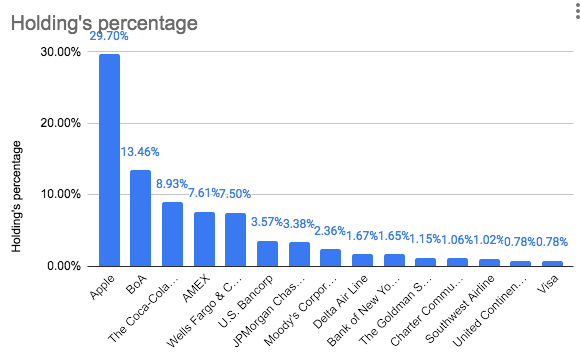 Holding's percentage
Holding's percentage
30.00%
20.00%
10.00%
0.00%
29.70%
13.46%
8.93%
7.61%
7.50%
3.57%
3.38%
2.36%
1.67%
1.65%
1.15%
1.06%
1.02%
0.78%
0.78%
Apple
BoA
The Coca-Cola…
AMEX
Wells Fargo & C…
U.S. Bancorp
JPMorgan Chas…
Moody's Corpor…
Delta Air Line
Bank of New Yo…
The Goldman S…
Charter Commu…
Southwest Airline
United Continen…
Visa